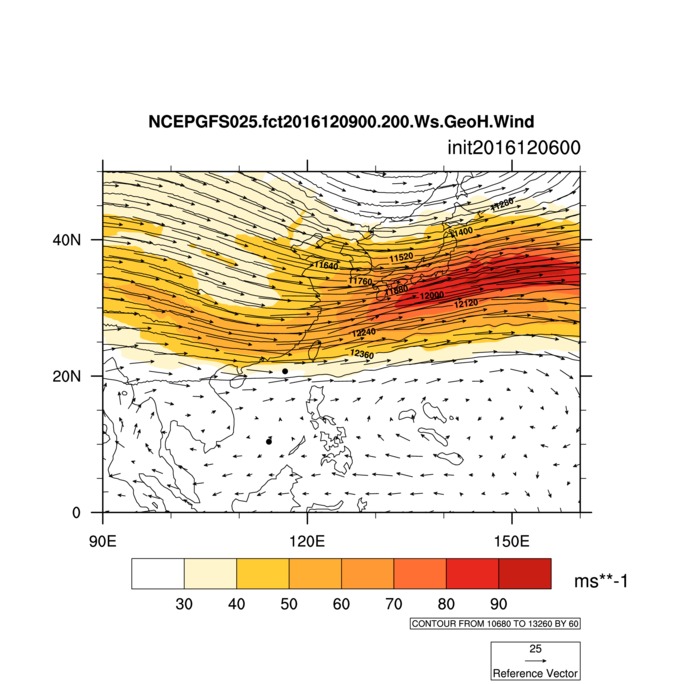 NCEPGFS025.fct2016120900.200.Ws.GeoH.Wind
init2016120600
11280
11400
40N
11520
11640
11760
11880
12000
12120
12240
12360
20N
0
90E 120E 150E
ms**-1
30 40 50 60 70 80 90
CONTOUR FROM 10680 TO 13260 BY 60
25
Reference Vector